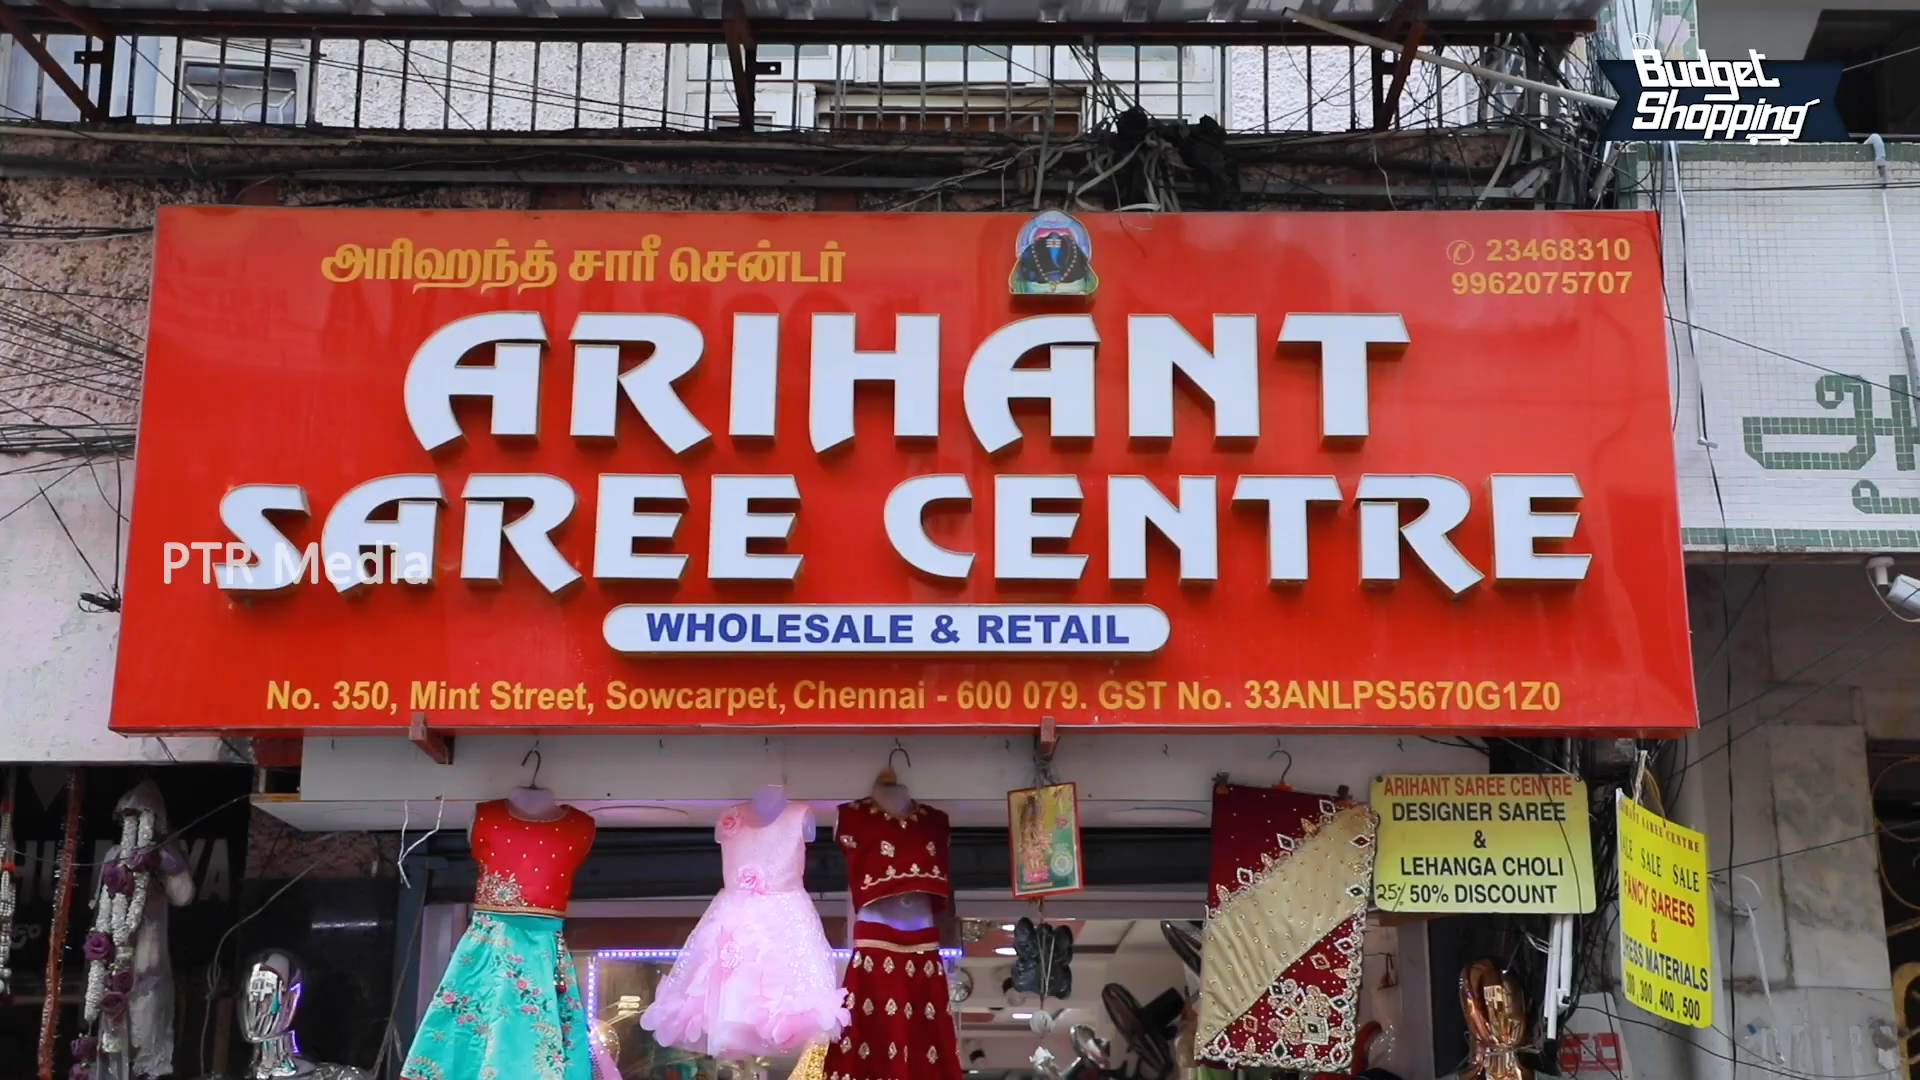 Budget
Shopping
அரிஹந்த் சாரீ சென்டர்
23468310
9962075707
ARIHANT
SAREE CENTRE
PTR Media
WHOLESALE & RETAIL
No. 350, Mint Street, Sowcarpet, Chennai - 600 079. GST No. 33ANLPS5670G1Z0
ARIHANT SAREE CENTRE
DESIGNER SAREE
&
LEHANGA CHOLI
25% 50% DISCOUNT
SAREE CENTRE
SALE SALE
FANCY SAREES
&
DRESS MATERIALS
300, 400, 500